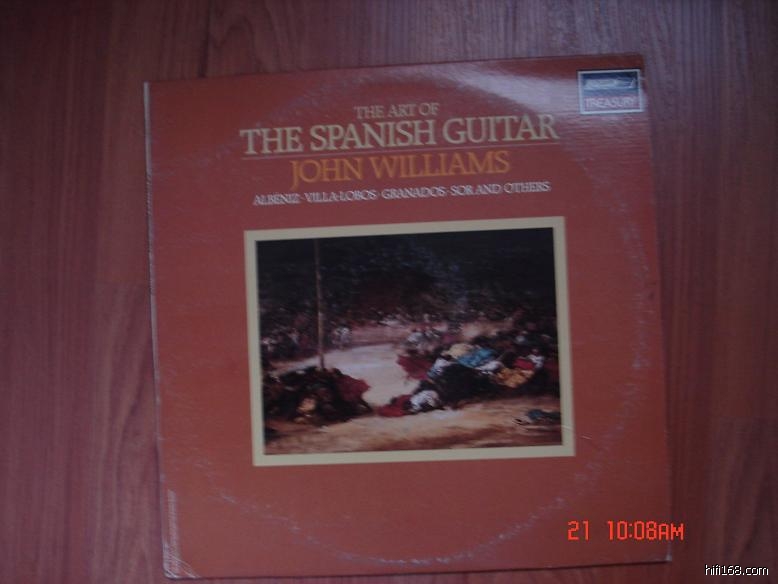 THE ART OF
THE SPANISH GUITAR
JOHN WILLIAMS
ALBÉNIZ · VILLA-LOBOS · GRANADOS · SOR AND OTHERS
TREASURY
21 10:08AM
hifi168.com